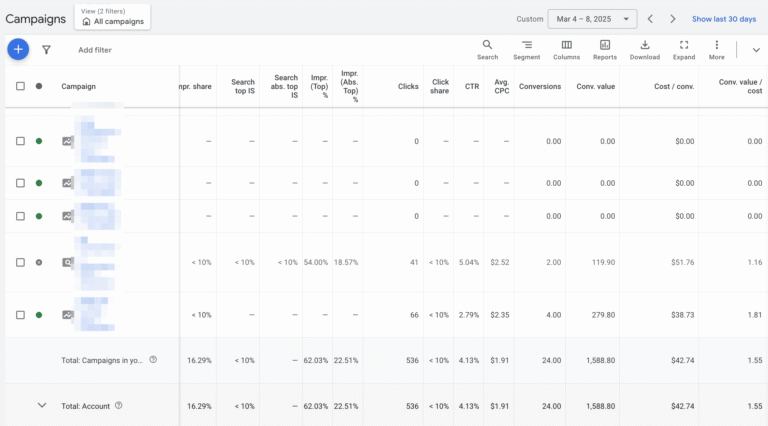 Campaigns
View (2 filters)
All campaigns
Custom
Mar 4 – 8, 2025
Show last 30 days
Add filter
Search
Segment
Columns
Reports
Download
Expand
More
Campaign
mpr. share
Search top IS
Search abs. top IS
Impr. (Top) %
Impr. (Abs. Top) %
Clicks
Click share
CTR
Avg. CPC
Conversions
Conv. value
Cost / conv.
Conv. value / cost
— — — — — 0 — — — 0.00 0.00 $0.00 0.00
— — — — — 0 — — — 0.00 0.00 $0.00 0.00
— — — — — 0 — — — 0.00 0.00 $0.00 0.00
< 10% < 10% < 10% 54.00% 18.57% 41 < 10% 5.04% $2.52 2.00 119.90 $51.76 1.16
< 10% — — — — 66 < 10% 2.79% $2.35 4.00 279.80 $38.73 1.81
Total: Campaigns in yo... 16.29% < 10% — 62.03% 22.51% 536 < 10% 4.13% $1.91 24.00 1,588.80 $42.74 1.55
Total: Account 16.29% < 10% — 62.03% 22.51% 536 < 10% 4.13% $1.91 24.00 1,588.80 $42.74 1.55